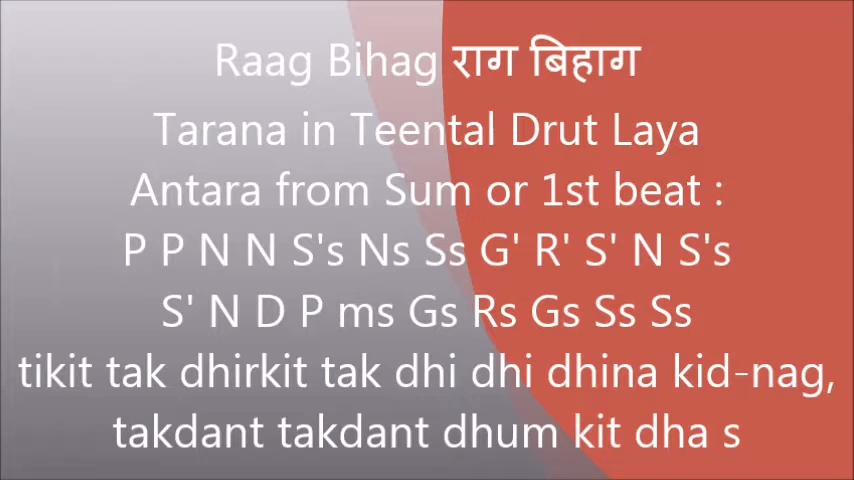 Raag Bihag राग बिहाग
Tarana in Teental Drut Laya
Antara from Sum or 1st beat :
P P N N S's Ns Ss G' R' S' N S's
S' N D P ms Gs Rs Gs Ss Ss
tikit tak dhirkit tak dhi dhi dhina kid-nag,
takdant takdant dhum kit dha s